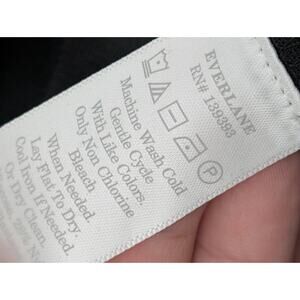 EVERLANE
RN# 139393
P
Machine Wash Cold
Gentle Cycle
With Like Colors.
Only Non Chlorine
Bleach
When Needed.
Lay Flat To Dry.
Cool Iron If Needed.
Or Dry Clean.